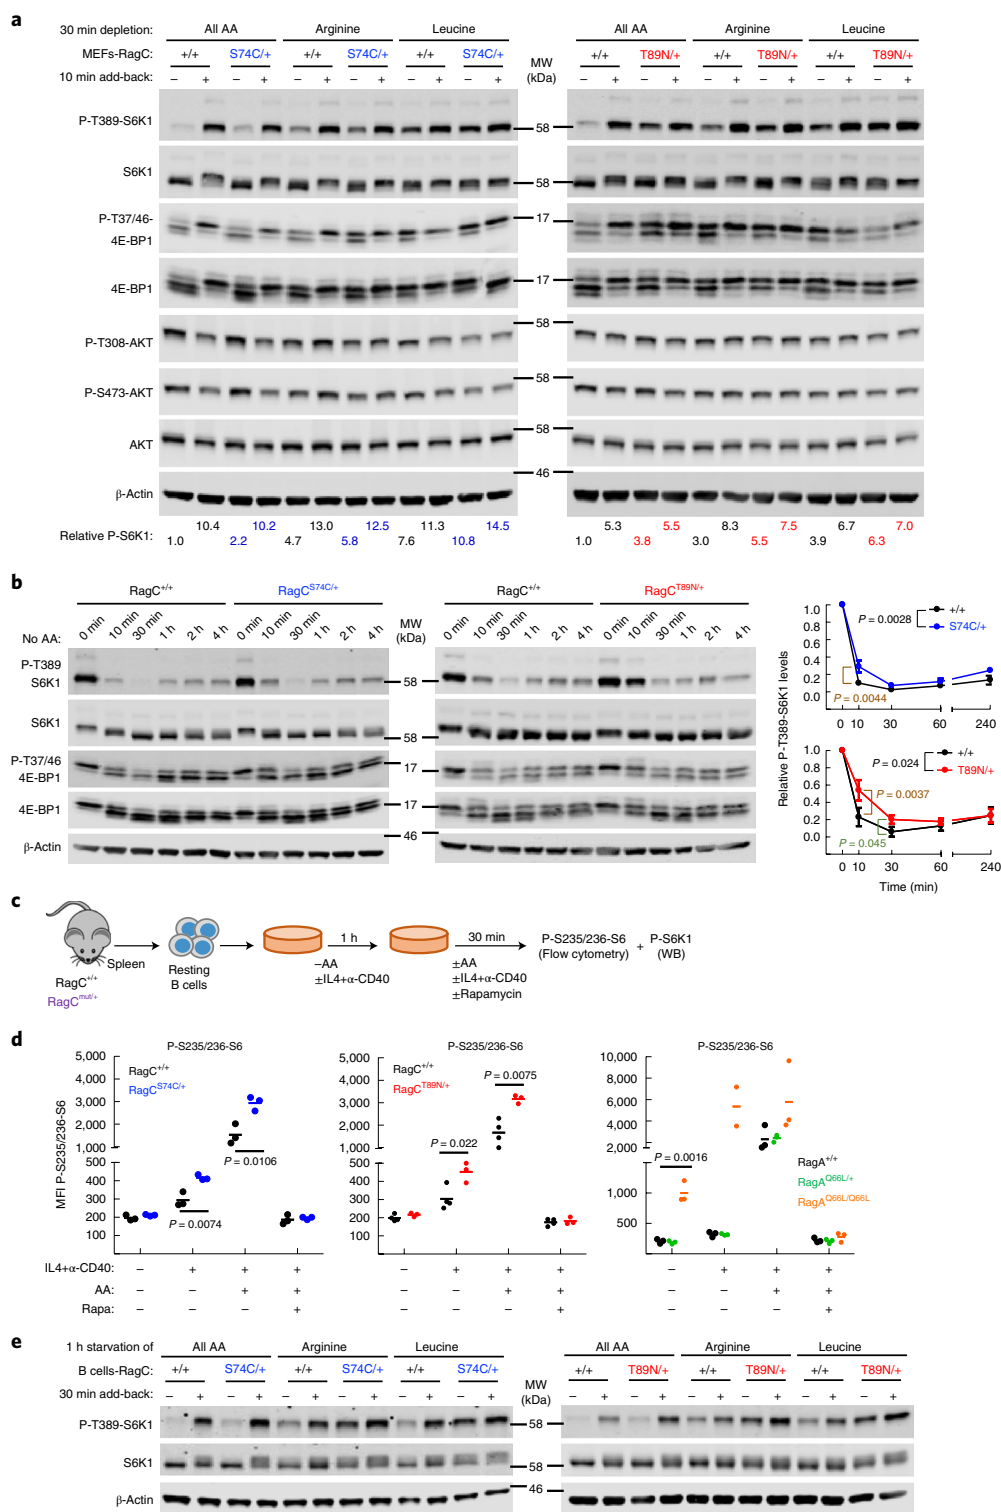 a
30 min depletion: All AA Arginine Leucine All AA Arginine Leucine
MEFs-RagC: +/+ S74C/+ +/+ S74C/+ +/+ S74C/+ MW (kDa) +/+ T89N/+ +/+ T89N/+ +/+ T89N/+
10 min add-back: – + – + – + – + – + – + – + – + – + – + – + – +
P-T389-S6K1 58
S6K1 58
P-T37/46-
4E-BP1 17
4E-BP1 17
P-T308-AKT 58
P-S473-AKT 58
AKT 58
β-Actin 46
10.4 10.2 13.0 12.5 11.3 14.5 5.3 5.5 8.3 7.5 6.7 7.0
Relative P-S6K1: 1.0 2.2 4.7 5.8 7.6 10.8 1.0 3.8 3.0 5.5 3.9 6.3
b
RagC+/+ RagCS74C/+ RagC+/+ RagCT89N/+
No AA: 0 min 10 min 30 min 1 h 2 h 4 h 0 min 10 min 30 min 1 h 2 h 4 h MW (kDa) 0 min 10 min 30 min 1 h 2 h 4 h 0 min 10 min 30 min 1 h 2 h 4 h
P-T389
S6K1 58
S6K1 58
P-T37/46
4E-BP1 17
4E-BP1 17
β-Actin 46
Relative P-T389-S6K1 levels
1.0
0.8
0.6
0.4
0.2
0.0
P = 0.0028
+/+
S74C/+
P = 0.0044
0 10 30 60 240
1.0
0.8
0.6
0.4
0.2
0.0
+/+
P = 0.024
T89N/+
P = 0.0037
P = 0.045
0 10 30 60 240
Time (min)
c
Spleen
RagC+/+
RagCmut/+
Resting
B cells
1 h
–AA
±IL4+α-CD40
30 min
±AA
±IL4+α-CD40
±Rapamycin
P-S235/236-S6 + P-S6K1
(Flow cytometry) (WB)
d
MFI P-S235/236-S6
P-S235/236-S6
5,000
4,000
3,000
2,000
1,000
500
400
300
200
100
RagC+/+
RagCS74C/+
P = 0.0106
P = 0.0074
P-S235/236-S6
5,000
4,000
3,000
2,000
1,000
500
400
300
200
100
RagC+/+
RagCT89N/+
P = 0.0075
P = 0.022
P-S235/236-S6
10,000
8,000
6,000
4,000
2,000
1,000
500
P = 0.0016
RagA+/+
RagAQ66L/+
RagAQ66L/Q66L
IL4+α-CD40: – + + + – + + + – + + +
AA: – – + + – – + + – – + +
Rapa: – – – + – – – + – – – +
e
1 h starvation of All AA Arginine Leucine All AA Arginine Leucine
B cells-RagC: +/+ S74C/+ +/+ S74C/+ +/+ S74C/+ MW (kDa) +/+ T89N/+ +/+ T89N/+ +/+ T89N/+
30 min add-back: – + – + – + – + – + – + – + – + – + – + – + – +
P-T389-S6K1 58
S6K1 58
β-Actin 46